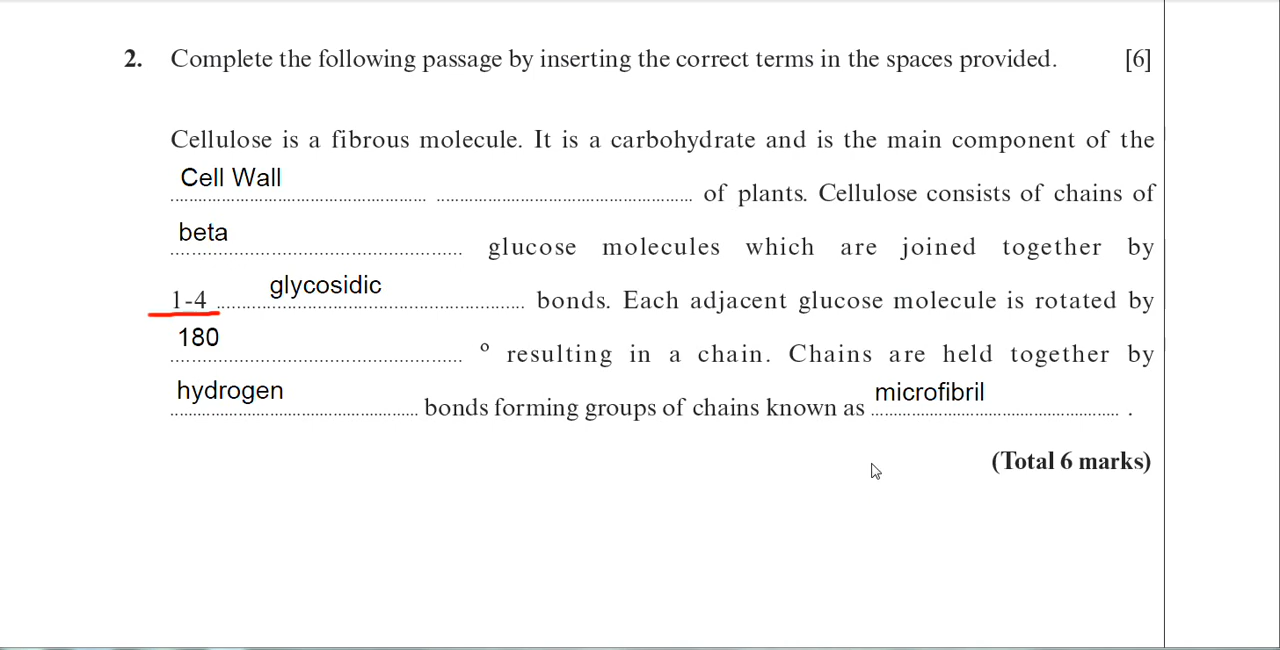 2. Complete the following passage by inserting the correct terms in the spaces provided. [6]
Cellulose is a fibrous molecule. It is a carbohydrate and is the main component of the
Cell Wall of plants. Cellulose consists of chains of
beta glucose molecules which are joined together by
1-4 glycosidic bonds. Each adjacent glucose molecule is rotated by
180 º resulting in a chain. Chains are held together by
hydrogen bonds forming groups of chains known as microfibril .
(Total 6 marks)